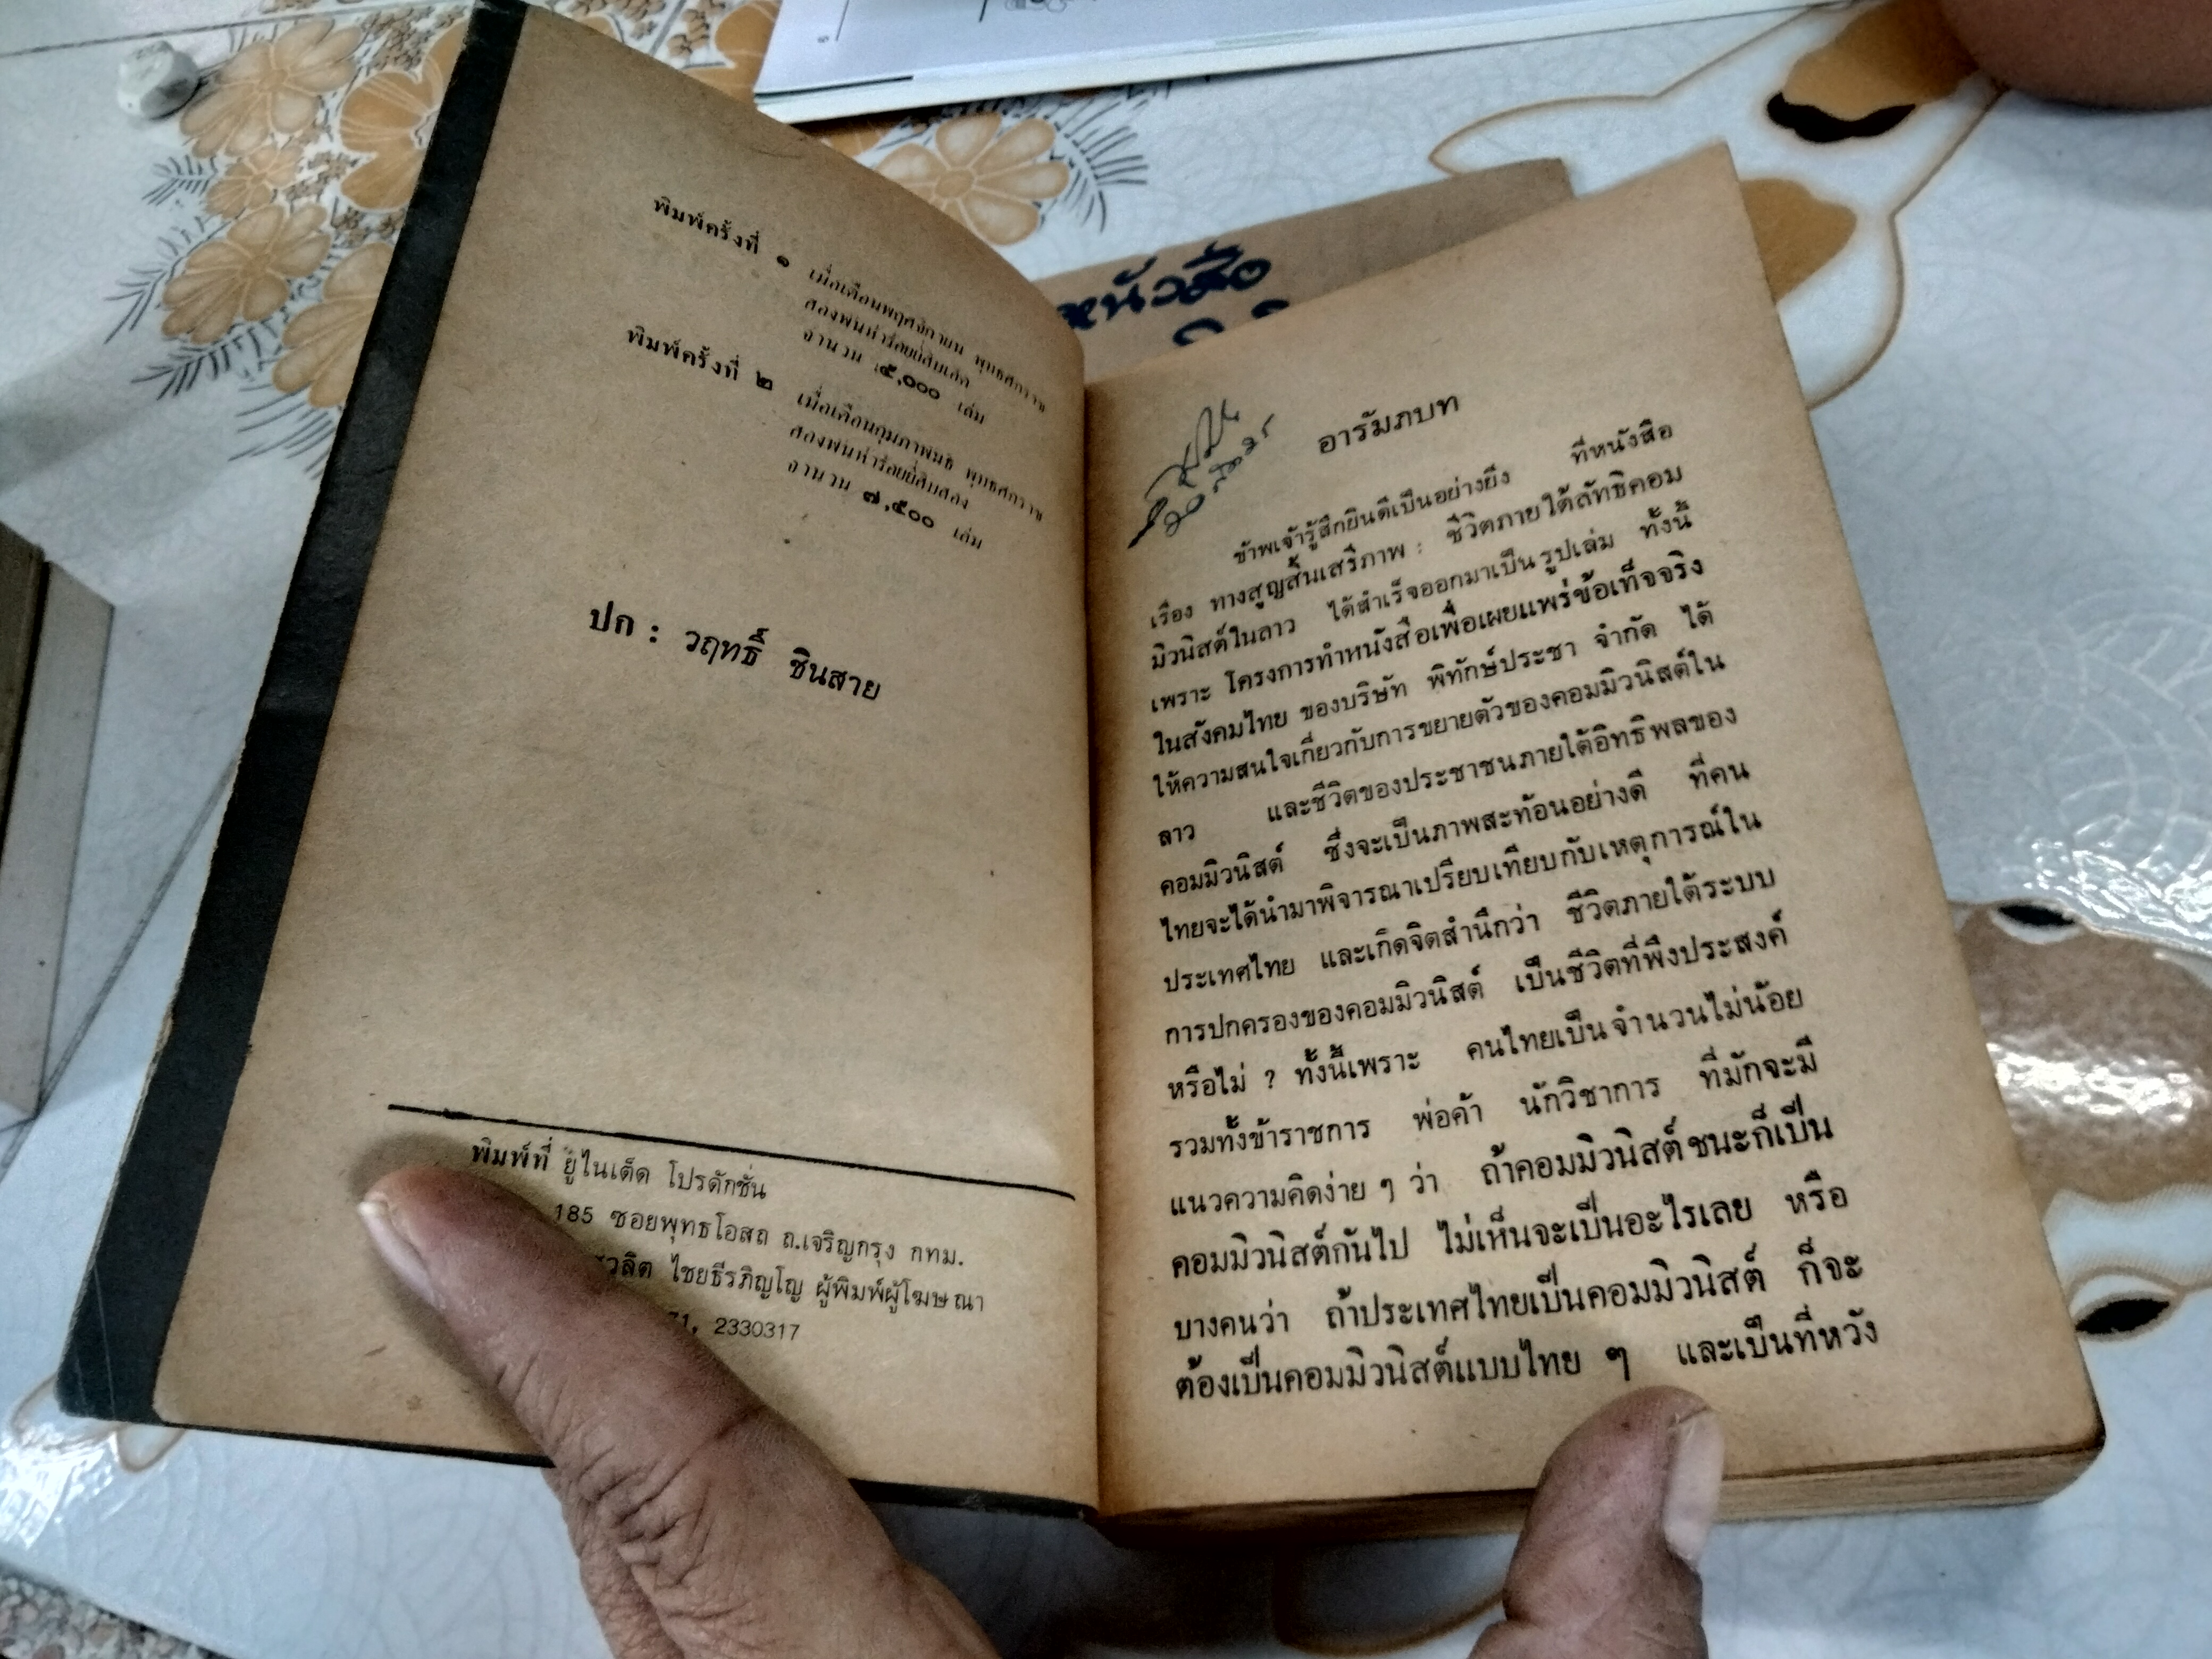 พิมพ์ครั้งที่ ๑
เมื่อเดือนพฤศจิกายน พุทธศักราช
สองพันห้าร้อยยี่สิบเอ็ด
จำนวน ๕,๐๐๐ เล่ม
พิมพ์ครั้งที่ ๒
เมื่อเดือนกุมภาพันธ์ พุทธศักราช
สองพันห้าร้อยยี่สิบสอง
จำนวน ๗,๕๐๐ เล่ม
ปก : วฤทธิ์ ชินสาย
พิมพ์ที่ ยูไนเต็ด โปรดักชั่น
185 ซอยพุทธโอสถ ถ.เจริญกรุง กทม.
ไชยธีรภิญโญ ผู้พิมพ์ผู้โฆษณา
2330317
หนังสือ
อารัมภบท
ข้าพเจ้ารู้สึกยินดีเป็นอย่างยิ่ง ที่หนังสือ
เรื่อง ทางสูญสิ้นเสรีภาพ : ชีวิตภายใต้ลัทธิคอม
มิวนิสต์ในลาว ได้สำเร็จออกมาเป็นรูปเล่ม ทั้งนี้
เพราะ โครงการทำหนังสือเพื่อเผยแพร่ข้อเท็จจริง
ในสังคมไทย ของบริษัท พิทักษ์ประชา จำกัด ได้
ให้ความสนใจเกี่ยวกับการขยายตัวของคอมมิวนิสต์ใน
ลาว และชีวิตของประชาชนภายใต้อิทธิพลของ
คอมมิวนิสต์ ซึ่งจะเป็นภาพสะท้อนอย่างดี ที่คน
ไทยจะได้นำมาพิจารณาเปรียบเทียบกับเหตุการณ์ใน
ประเทศไทย และเกิดจิตสำนึกว่า ชีวิตภายใต้ระบบ
การปกครองของคอมมิวนิสต์ เป็นชีวิตที่พึงประสงค์
หรือไม่ ? ทั้งนี้เพราะ คนไทยเป็นจำนวนไม่น้อย
รวมทั้งข้าราชการ พ่อค้า นักวิชาการ ที่มักจะมี
แนวความคิดง่าย ๆ ว่า ถ้าคอมมิวนิสต์ชนะก็เป็น
คอมมิวนิสต์กันไป ไม่เห็นจะเป็นอะไรเลย หรือ
บางคนว่า ถ้าประเทศไทยเป็นคอมมิวนิสต์ ก็จะ
ต้องเป็นคอมมิวนิสต์แบบไทย ๆ และเป็นที่หวัง